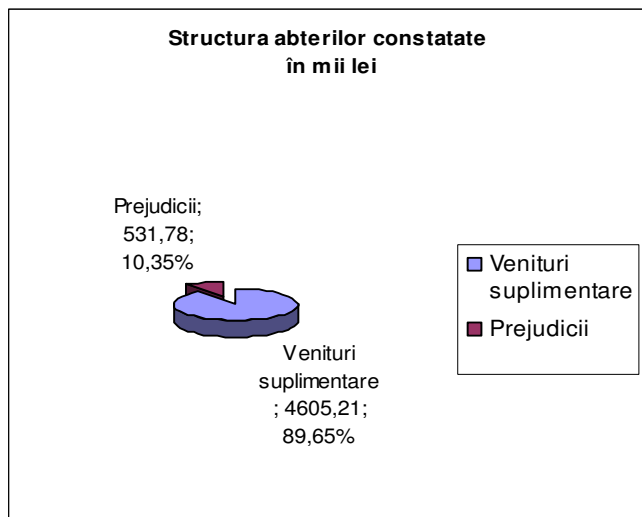 Structura abterilor constatate
în mii lei
Prejudicii;
531,78;
10,35%
Venituri
suplimentare
; 4605,21;
89,65%
Venituri
suplimentare
Prejudicii